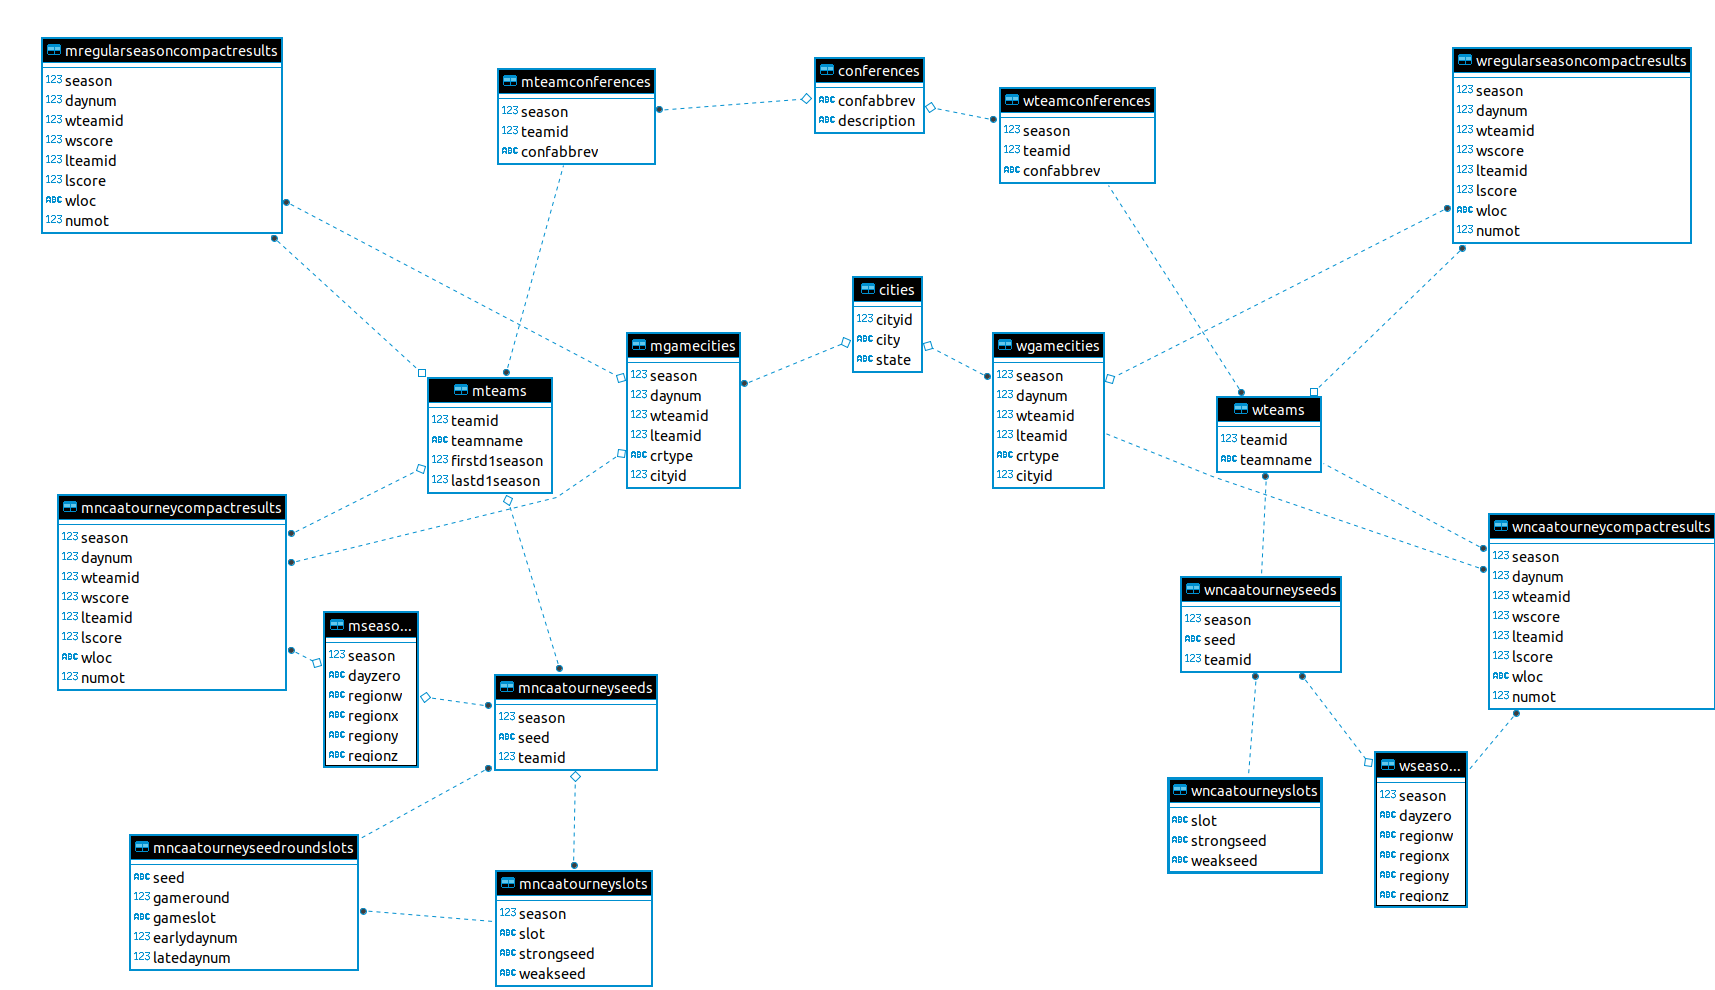 mregularseasoncompactresults
123 season
123 daynum
123 wteamid
123 wscore
123 lteamid
123 lscore
ABC wloc
123 numot
mteamconferences
123 season
123 teamid
ABC confabbrev
conferences
ABC confabbrev
ABC description
wteamconferences
123 season
123 teamid
ABC confabbrev
wregularseasoncompactresults
123 season
123 daynum
123 wteamid
123 wscore
123 lteamid
123 lscore
ABC wloc
123 numot
cities
123 cityid
ABC city
ABC state
mteams
123 teamid
ABC teamname
123 firstd1season
123 lastd1season
mgamecities
123 season
123 daynum
123 wteamid
123 lteamid
ABC crtype
123 cityid
wgamecities
123 season
123 daynum
123 wteamid
123 lteamid
ABC crtype
123 cityid
wteams
123 teamid
ABC teamname
mncaatourneycompactresults
123 season
123 daynum
123 wteamid
123 wscore
123 lteamid
123 lscore
ABC wloc
123 numot
mseaso...
123 season
ABC dayzero
ABC regionw
ABC regionx
ABC regiony
ABC regionz
mncaatourneyseeds
123 season
ABC seed
123 teamid
wncaatourneyseeds
123 season
ABC seed
123 teamid
wncaatourneycompactresults
123 season
123 daynum
123 wteamid
123 wscore
123 lteamid
123 lscore
ABC wloc
123 numot
mncaatourneyseedroundslots
ABC seed
123 gameround
ABC gameslot
123 earlydaynum
123 latedaynum
mncaatourneyslots
123 season
ABC slot
ABC strongseed
ABC weakseed
wncaatourneyslots
ABC slot
ABC strongseed
ABC weakseed
wseaso...
123 season
ABC dayzero
ABC regionw
ABC regionx
ABC regiony
ABC regionz